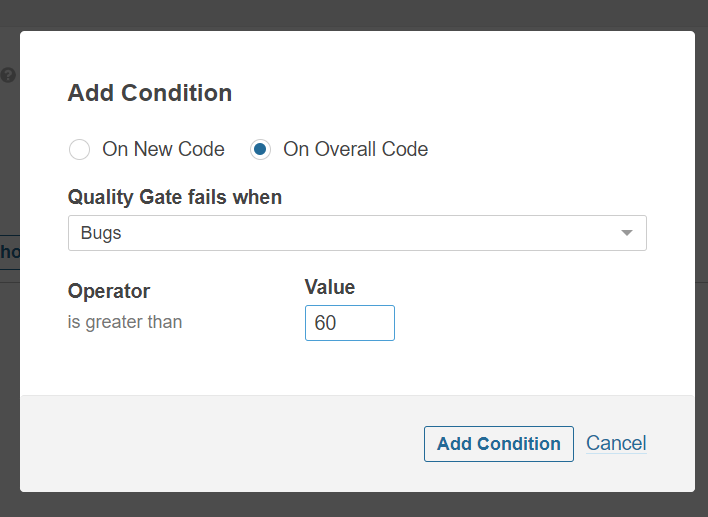 Add Condition
On New Code On Overall Code
Quality Gate fails when
Bugs
Operator Value
is greater than 60
Add Condition Cancel
ho
?